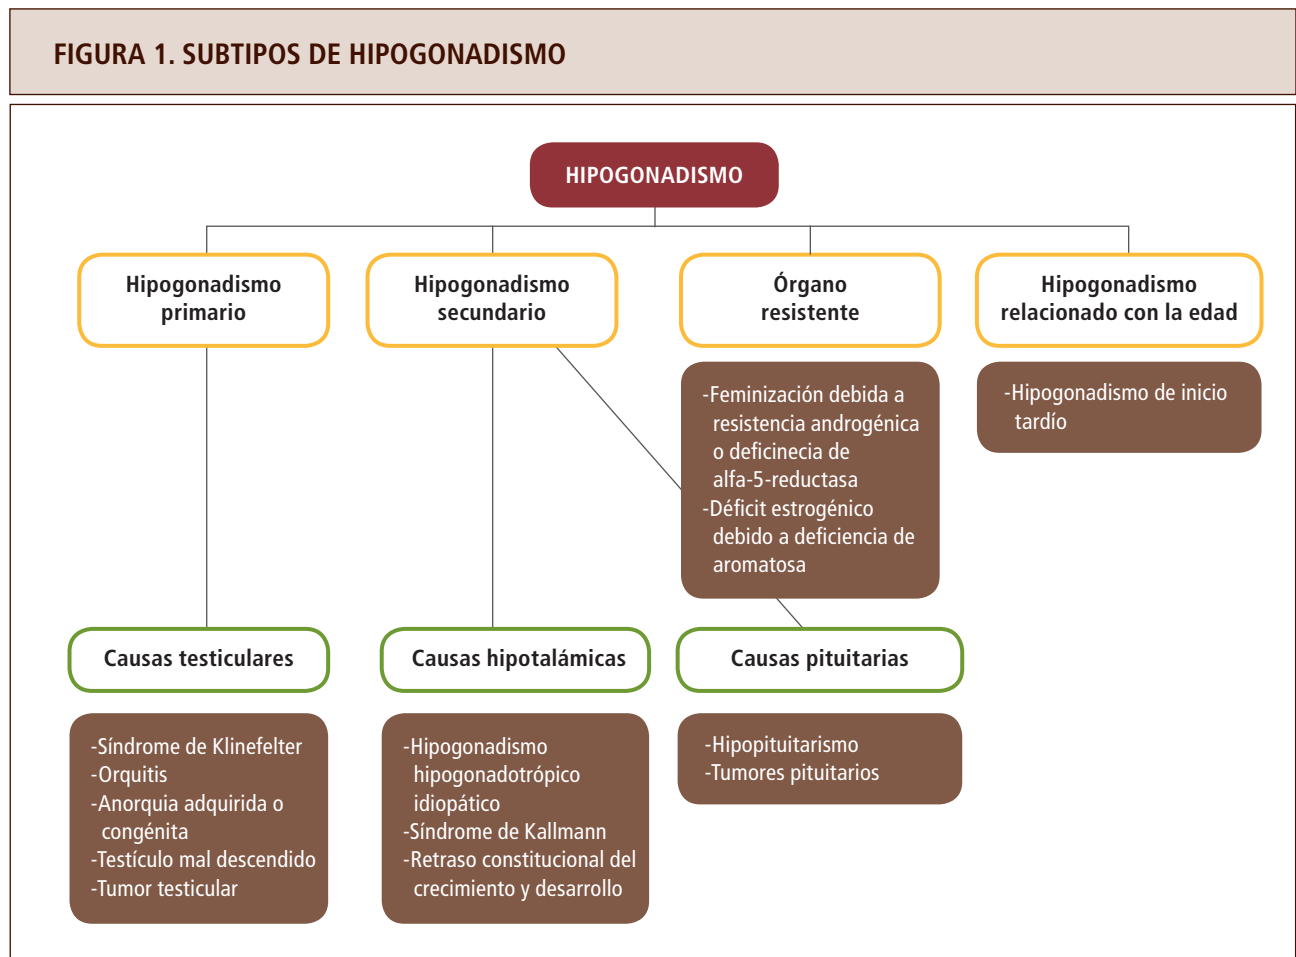 FIGURA 1. SUBTIPOS DE HIPOGONADISMO
HIPOGONADISMO
Hipogonadismo
primario
Hipogonadismo
secundario
Órgano
resistente
Hipogonadismo
relacionado con la edad
-Feminización debida a
resistencia androgénica
o deficinecia de
alfa-5-reductasa
-Déficit estrogénico
debido a deficiencia de
aromatosa
-Hipogonadismo de inicio
tardío
Causas testiculares
Causas hipotalámicas
Causas pituitarias
-Síndrome de Klinefelter
-Orquitis
-Anorquia adquirida o
congénita
-Testículo mal descendido
-Tumor testicular
-Hipogonadismo
hipogonadotrópico
idiopático
-Síndrome de Kallmann
-Retraso constitucional del
crecimiento y desarrollo
-Hipopituitarismo
-Tumores pituitarios